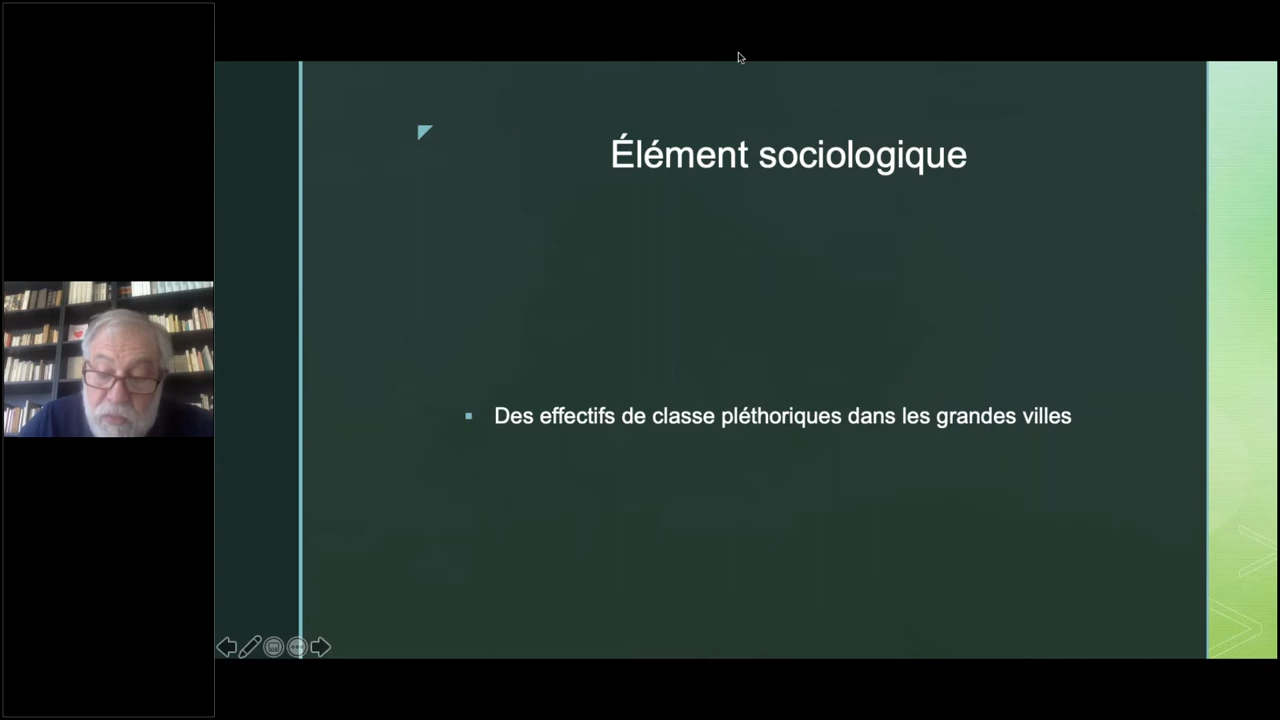 Élément sociologique
Des effectifs de classe pléthoriques dans les grandes villes